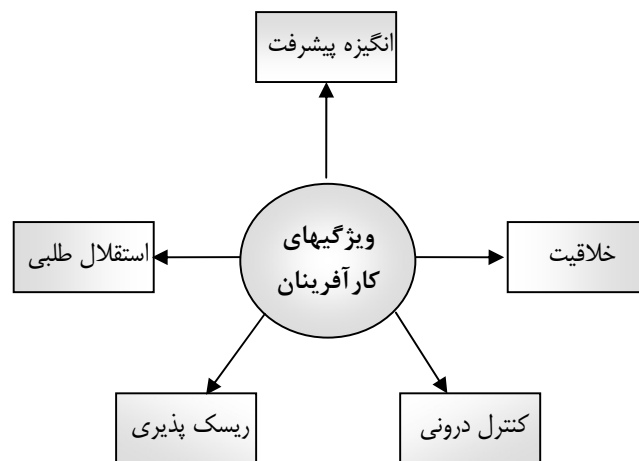 انگیزه پیشرفت
ویژگیهای
کارآفرینان
خلاقیت
استقلال طلبی
کنترل درونی
ریسک پذیری